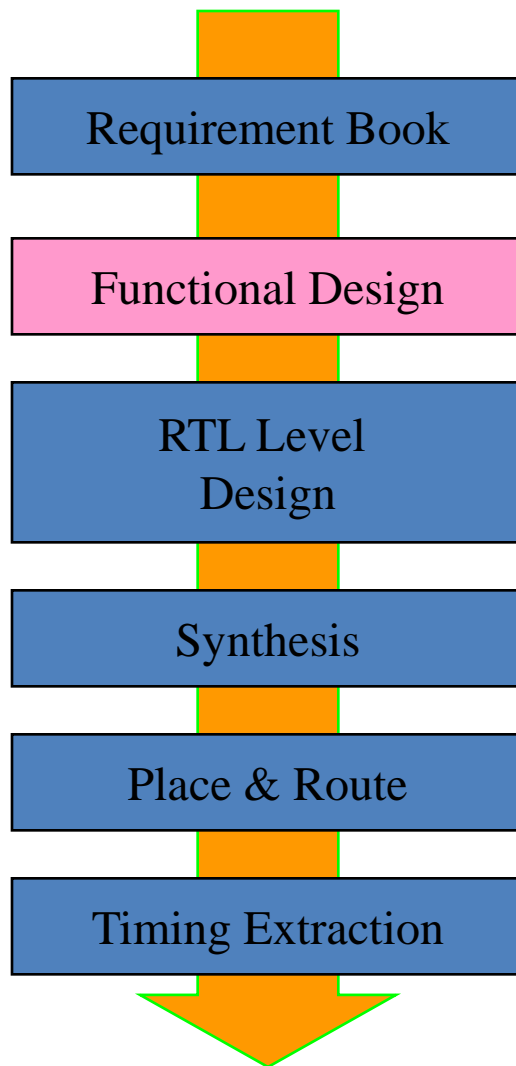 Requirement Book
Functional Design
RTL Level
Design
Synthesis
Place & Route
Timing Extraction